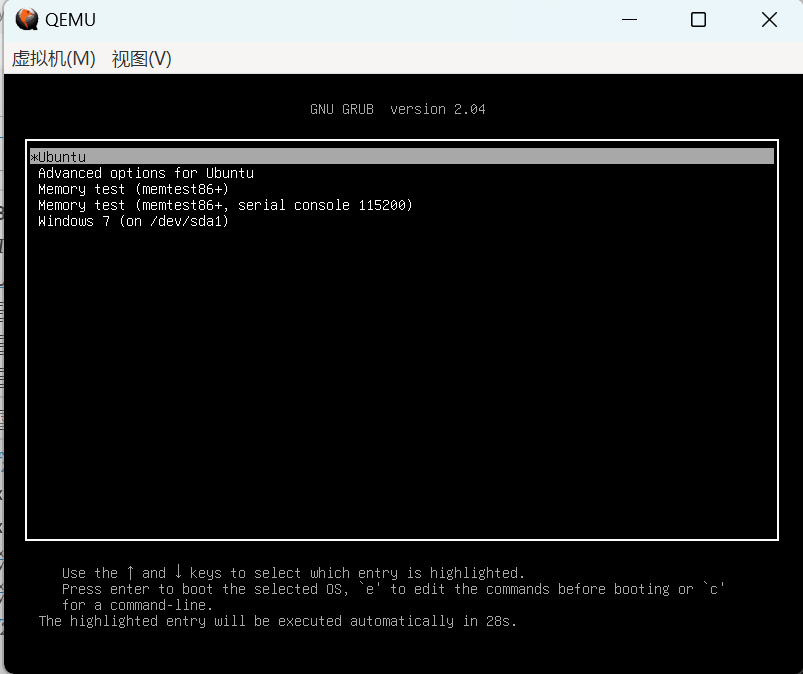 QEMU
虚拟机(M) 视图(V)
GNU GRUB version 2.04
*Ubuntu
Advanced options for Ubuntu
Memory test (memtest86+)
Memory test (memtest86+, serial console 115200)
Windows 7 (on /dev/sda1)
Use the ↑ and ↓ keys to select which entry is highlighted.
Press enter to boot the selected OS, `e' to edit the commands before booting or `c'
for a command-line.
The highlighted entry will be executed automatically in 28s.